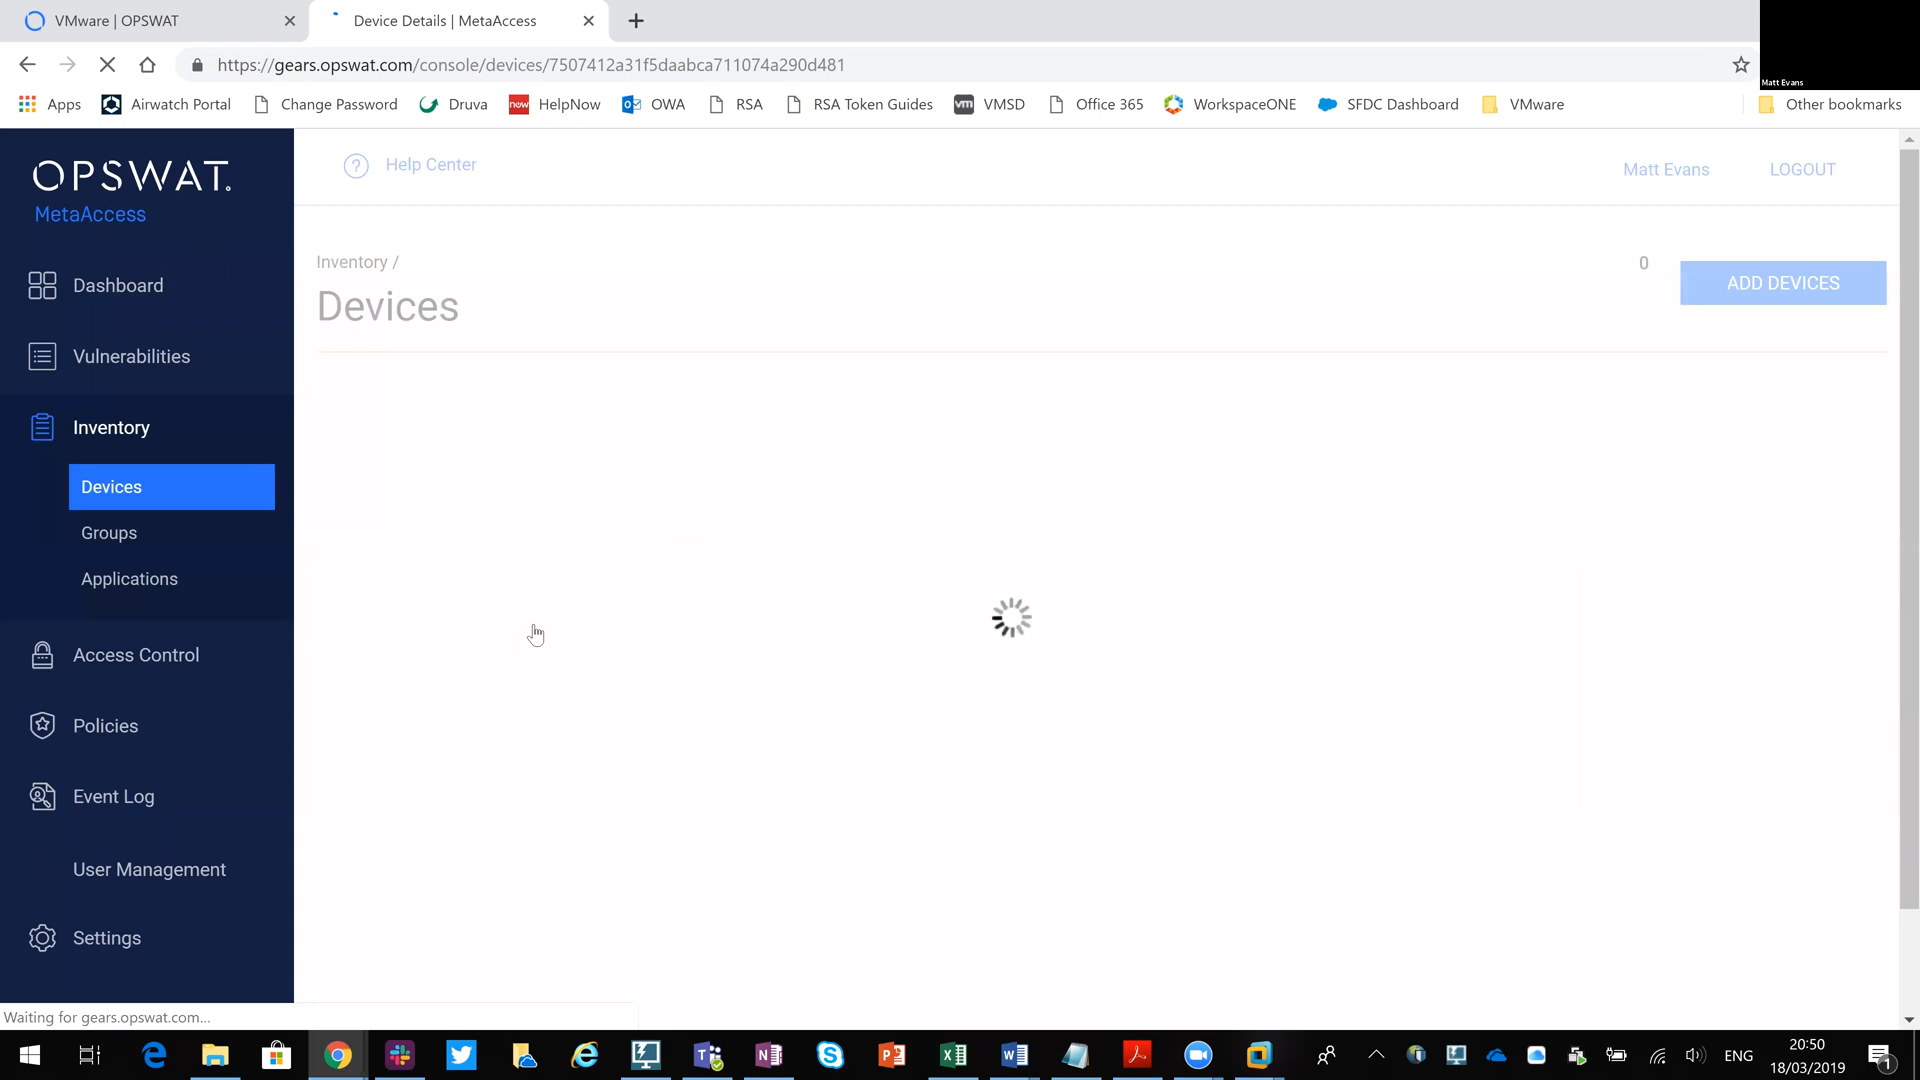 VMware | OPSWAT
Device Details | MetaAccess
https://gears.opswat.com/console/devices/7507412a31f5daabca711074a290d481
Matt Evans
Apps
Airwatch Portal
Change Password
Druva
now
HelpNow
OWA
RSA
RSA Token Guides
vm
VMSD
Office 365
WorkspaceONE
SFDC Dashboard
VMware
Other bookmarks
OPSWAT.
MetaAccess
Help Center
Matt Evans
LOGOUT
Inventory /
0
ADD DEVICES
Devices
Dashboard
Vulnerabilities
Inventory
Devices
Groups
Applications
Access Control
Policies
Event Log
User Management
Settings
Waiting for gears.opswat.com...
ENG
20:50
18/03/2019
1